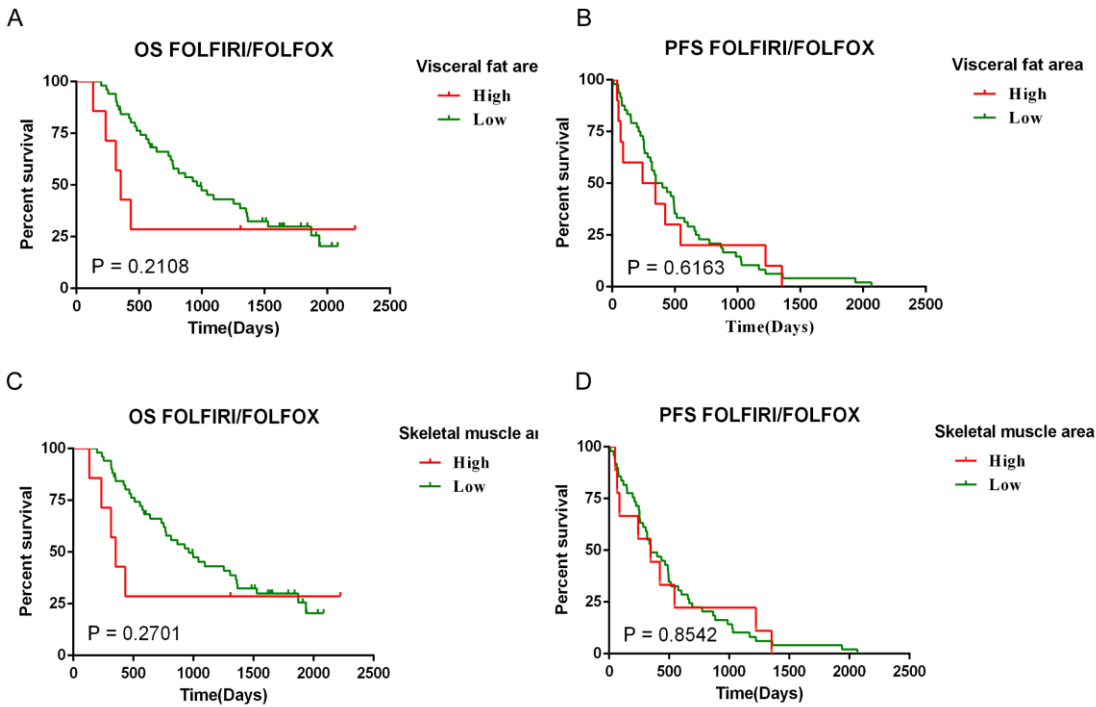 A
OS FOLFIRI/FOLFOX
Visceral fat are
High
Low
Percent survival
100
75
50
25
0
P = 0.2108
0 500 1000 1500 2000 2500
Time(Days)
B
PFS FOLFIRI/FOLFOX
Visceral fat area
High
Low
Percent survival
100
75
50
25
0
P = 0.6163
0 500 1000 1500 2000 2500
Time(Days)
C
OS FOLFIRI/FOLFOX
Skeletal muscle a
High
Low
Percent survival
100
75
50
25
0
P = 0.2701
0 500 1000 1500 2000 2500
Time(Days)
D
PFS FOLFIRI/FOLFOX
Skeletal muscle area
High
Low
Percent survival
100
75
50
25
0
P = 0.8542
0 500 1000 1500 2000 2500
Time(Days)